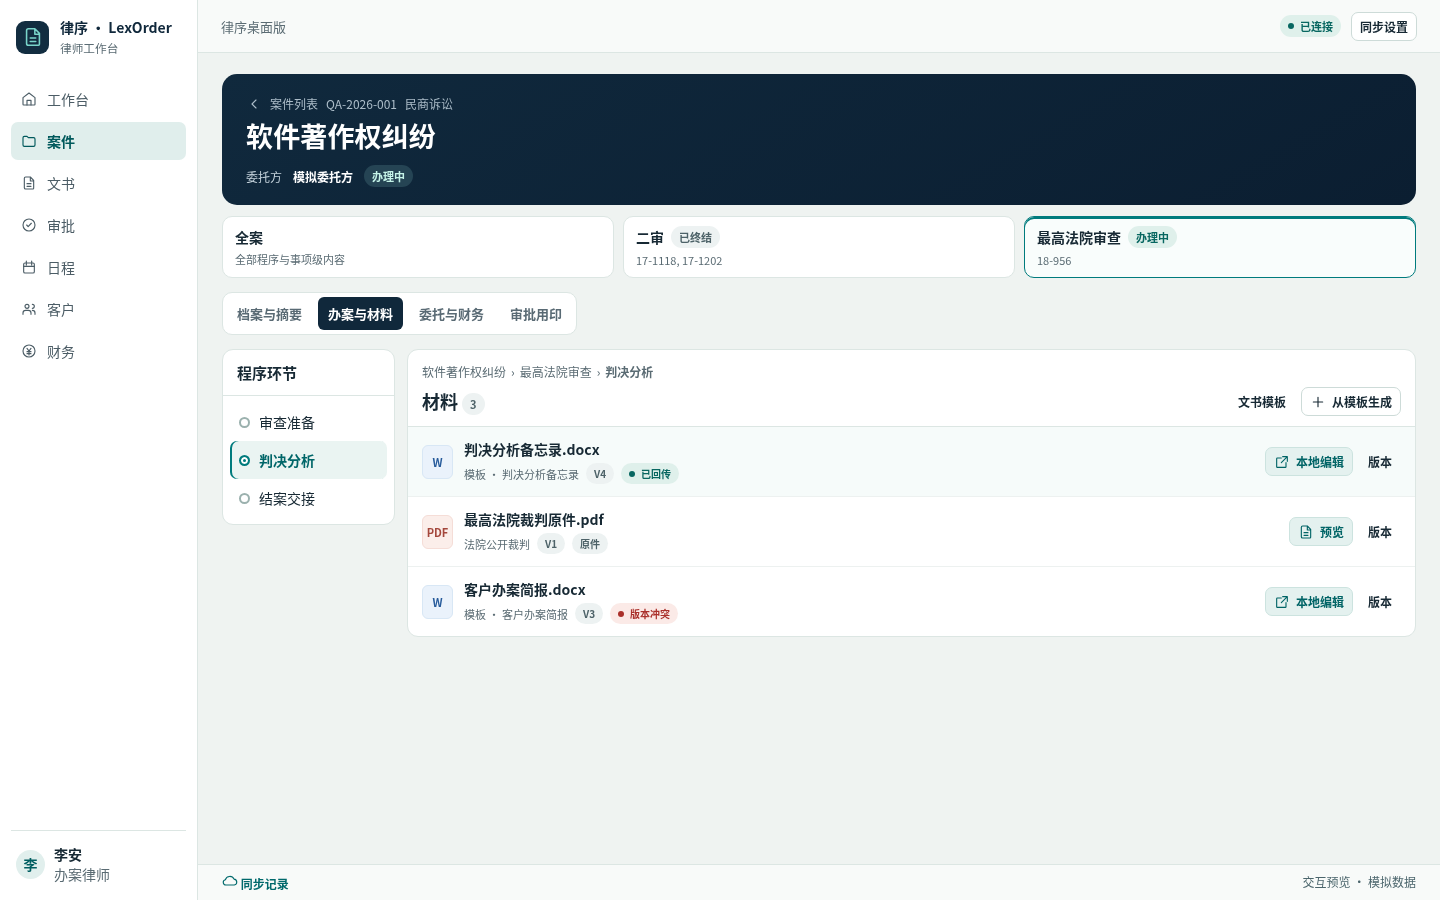 律序 · LexOrder
律师工作台
工作台
案件
文书
审批
日程
客户
财务
李
李安
办案律师
律序桌面版
已连接
同步设置
案件列表 QA-2026-001 民商诉讼
软件著作权纠纷
委托方 模拟委托方 办理中
全案
全部程序与事项级内容
二审 已终结
17-1118, 17-1202
最高法院审查 办理中
18-956
档案与摘要 办案与材料 委托与财务 审批用印
程序环节
审查准备
判决分析
结案交接
软件著作权纠纷 › 最高法院审查 › 判决分析
材料 3
文书模板 从模板生成
W
判决分析备忘录.docx
模板 · 判决分析备忘录 V4 已回传
本地编辑 版本
PDF
最高法院裁判原件.pdf
法院公开裁判 V1 原件
预览 版本
W
客户办案简报.docx
模板 · 客户办案简报 V3 版本冲突
本地编辑 版本
同步记录
交互预览 · 模拟数据